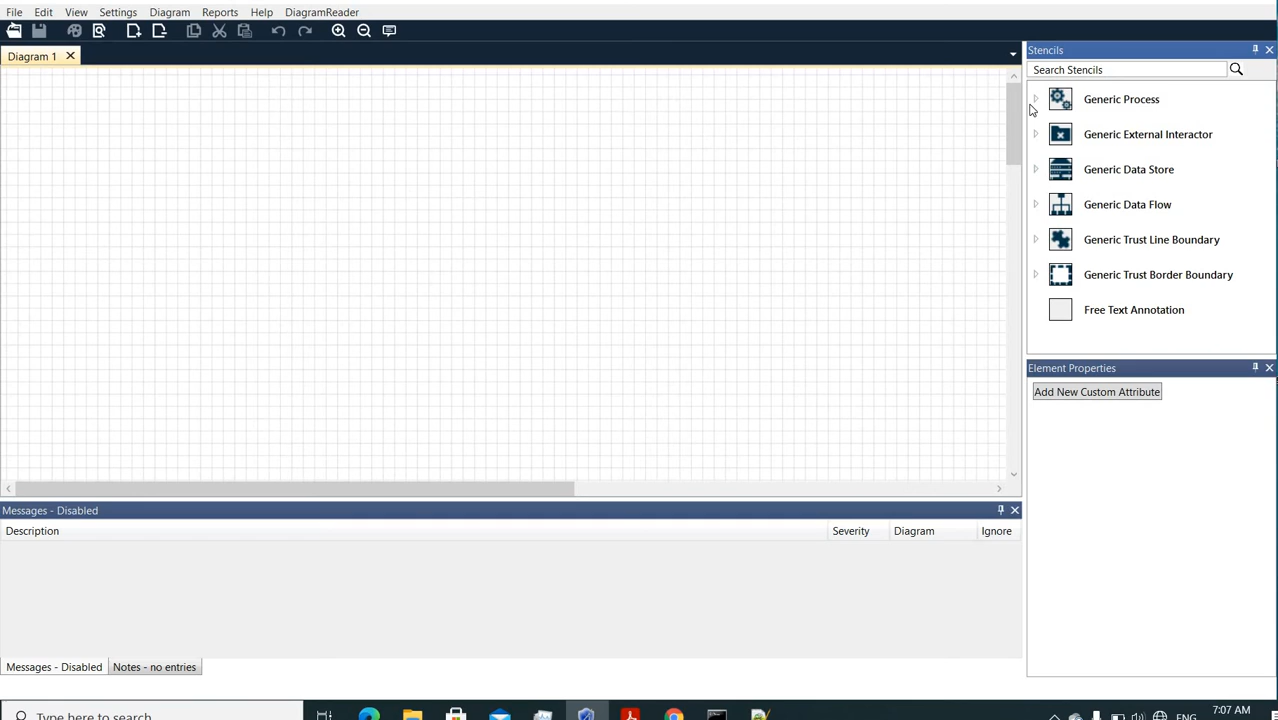 File Edit View Settings Diagram Reports Help DiagramReader
Diagram 1
Stencils
Search Stencils
Generic Process
Generic External Interactor
Generic Data Store
Generic Data Flow
Generic Trust Line Boundary
Generic Trust Border Boundary
Free Text Annotation
Element Properties
Add New Custom Attribute
Messages - Disabled
Description Severity Diagram Ignore
Messages - Disabled Notes - no entries
Type here to search
ENG
7:07 AM